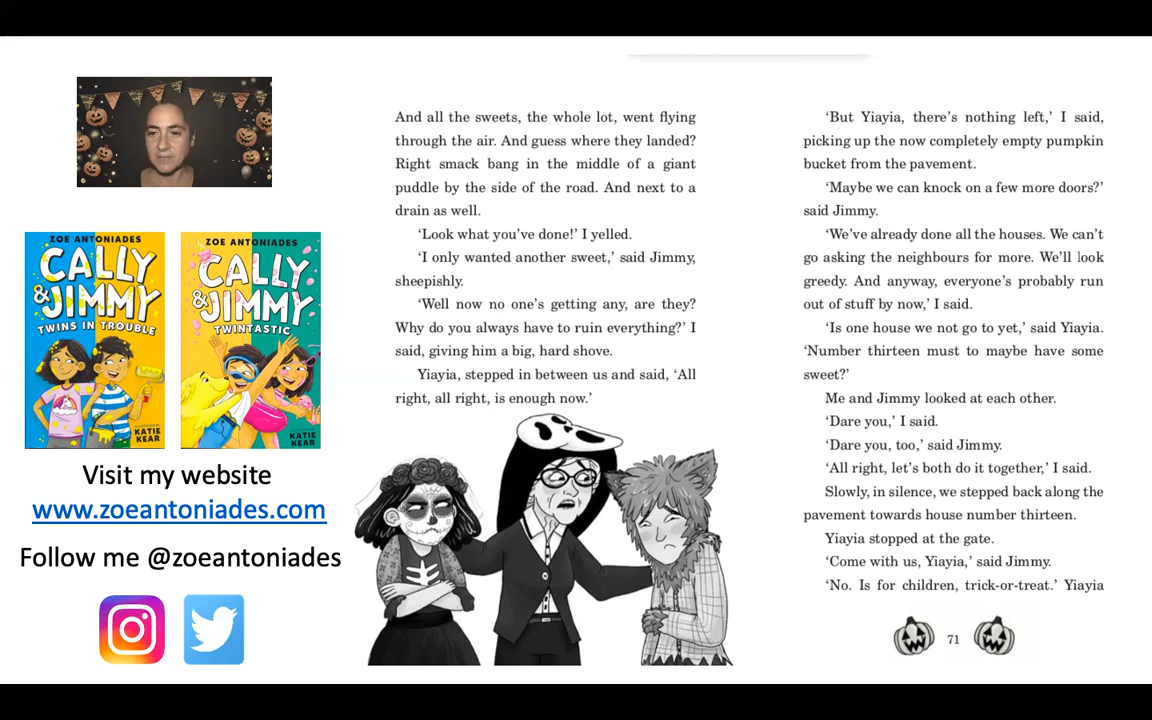 ZOE ANTONIADES
CALLY
& JIMMY
TWINS IN TROUBLE
ILLUSTRATED BY
KATIE
KEAR
ZOE ANTONIADES
CALLY
& JIMMY
TWINTASTIC
KATIE
KEAR
Visit my website
www.zoeantoniades.com
Follow me @zoeantoniades
And all the sweets, the whole lot, went flying
through the air. And guess where they landed?
Right smack bang in the middle of a giant
puddle by the side of the road. And next to a
drain as well.
‘Look what you’ve done!’ I yelled.
‘I only wanted another sweet,’ said Jimmy,
sheepishly.
‘Well now no one’s getting any, are they?
Why do you always have to ruin everything?’ I
said, giving him a big, hard shove.
Yiayia, stepped in between us and said, ‘All
right, all right, is enough now.’
‘But Yiayia, there’s nothing left,’ I said,
picking up the now completely empty pumpkin
bucket from the pavement.
‘Maybe we can knock on a few more doors?’
said Jimmy.
‘We’ve already done all the houses. We can’t
go asking the neighbours for more. We’ll look
greedy. And anyway, everyone’s probably run
out of stuff by now,’ I said.
‘Is one house we not go to yet,’ said Yiayia.
‘Number thirteen must to maybe have some
sweet?’
Me and Jimmy looked at each other.
‘Dare you,’ I said.
‘Dare you, too,’ said Jimmy.
‘All right, let’s both do it together,’ I said.
Slowly, in silence, we stepped back along the
pavement towards house number thirteen.
Yiayia stopped at the gate.
‘Come with us, Yiayia,’ said Jimmy.
‘No. Is for children, trick-or-treat.’ Yiayia
71